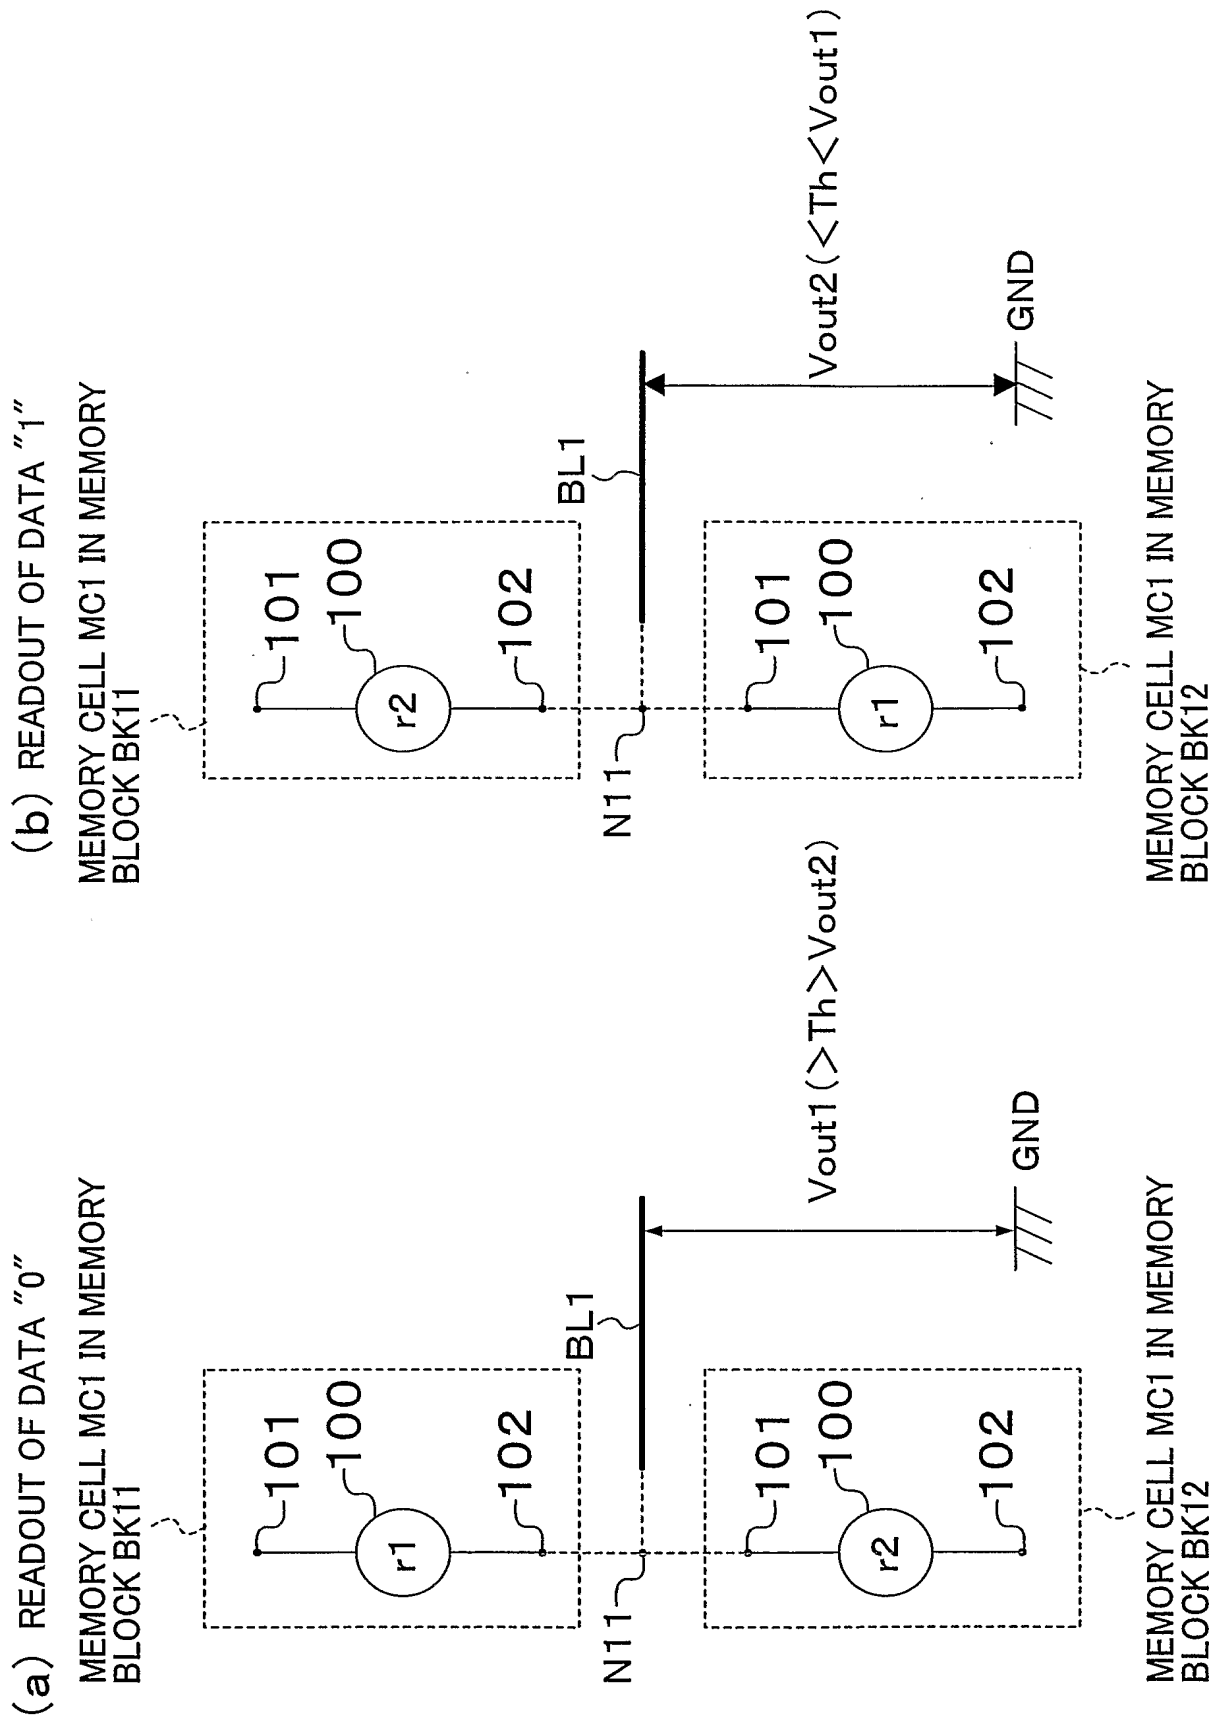 (a) READOUT OF DATA "0"
MEMORY CELL MC1 IN MEMORY
BLOCK BK11
101
100
r1
102
BL1
N11
Vout1(>Th>Vout2)
101
100
r2
102
GND
MEMORY CELL MC1 IN MEMORY
BLOCK BK12
(b) READOUT OF DATA "1"
MEMORY CELL MC1 IN MEMORY
BLOCK BK11
101
100
r2
102
BL1
N11
Vout2(<Th<Vout1)
101
100
r1
102
GND
MEMORY CELL MC1 IN MEMORY
BLOCK BK12